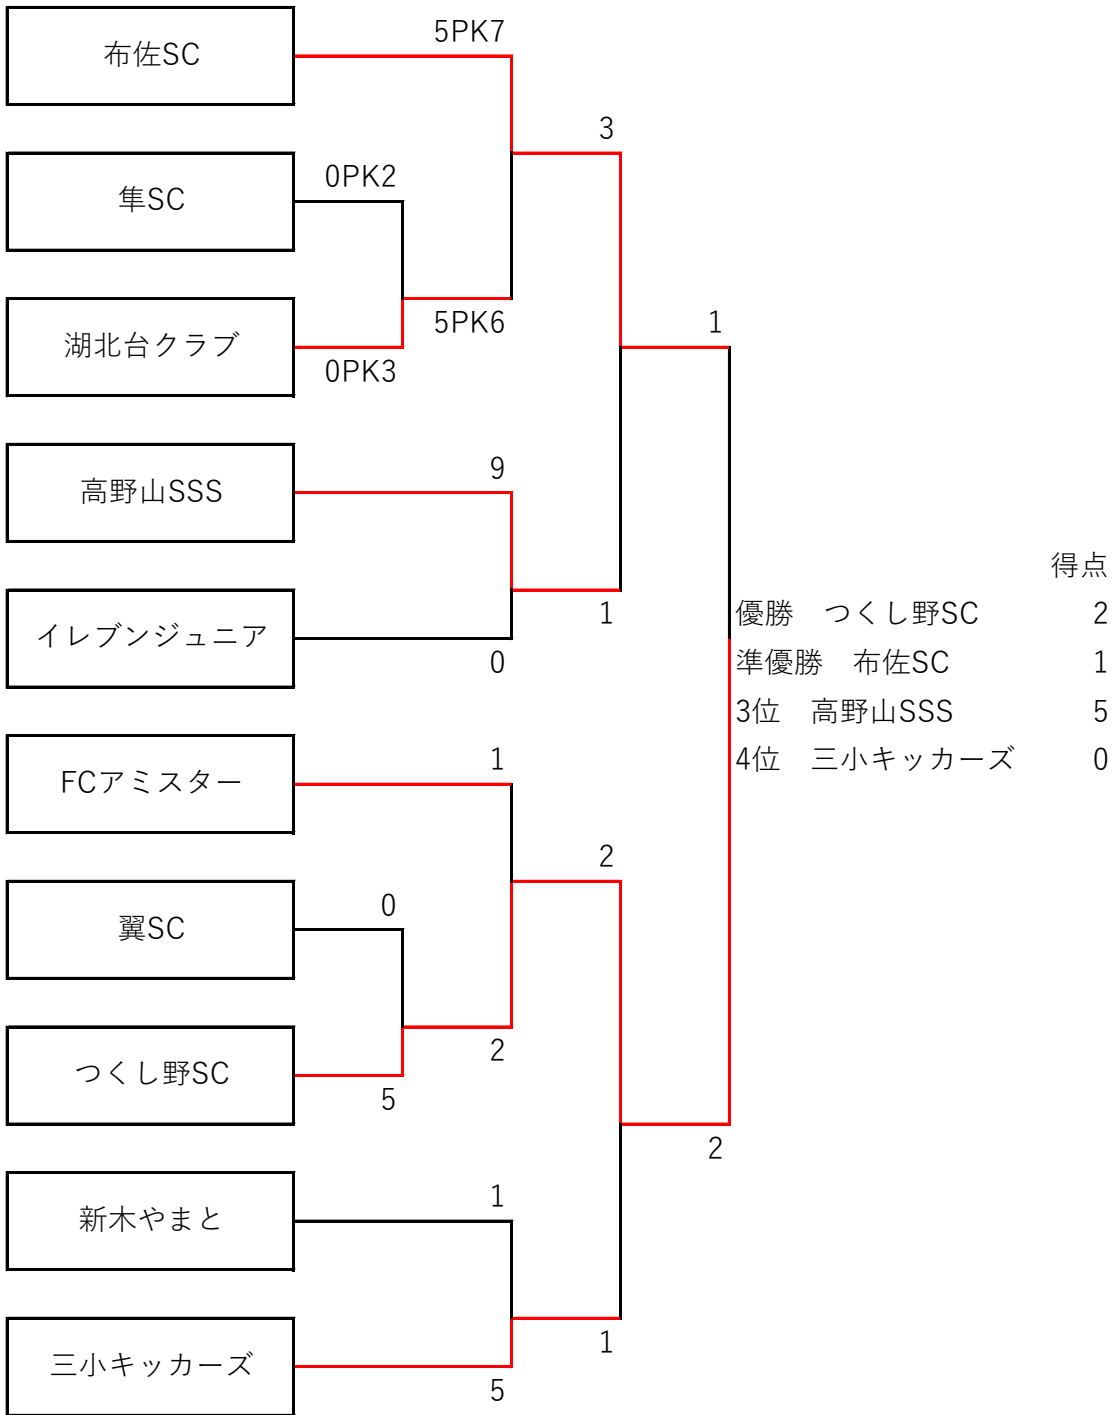 5PK7
布佐SC
3
0PK2
隼SC
5PK6
1
湖北台クラブ
0PK3
9
高野山SSS
得点
1
優勝　つくし野SC 2
イレブンジュニア
0
準優勝　布佐SC 1
3位　高野山SSS 5
1
4位　三小キッカーズ 0
FCアミスター
2
0
翼SC
2
つくし野SC
5
2
1
新木やまと
1
三小キッカーズ
5